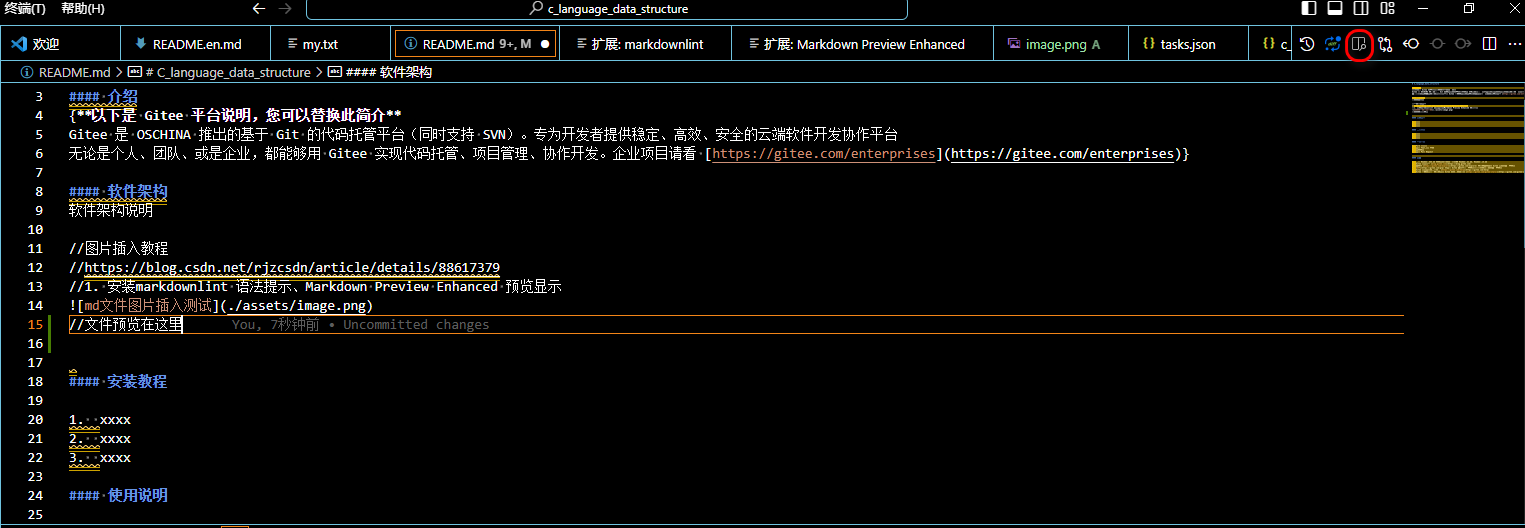 终端(T) 帮助(H) c_language_data_structure
欢迎 README.en.md my.txt README.md 9+, M 扩展: markdownlint 扩展: Markdown Preview Enhanced image.png A tasks.json c_
README.md > # C_language_data_structure > #### 软件架构
3 #### 介绍
4 {**以下是 Gitee 平台说明，您可以替换此简介**
5 Gitee 是 OSCHINA 推出的基于 Git 的代码托管平台（同时支持 SVN）。专为开发者提供稳定、高效、安全的云端软件开发协作平台
6 无论是个人、团队、或是企业，都能够用 Gitee 实现代码托管、项目管理、协作开发。企业项目请看 [https://gitee.com/enterprises](https://gitee.com/enterprises)}
7
8 #### 软件架构
9 软件架构说明
10
11 //图片插入教程
12 //https://blog.csdn.net/rjzcsdn/article/details/88617379
13 //1. 安装markdownlint 语法提示、Markdown Preview Enhanced 预览显示
14 ![md文件图片插入测试](./assets/image.png)
15 //文件预览在这里 You, 7秒钟前 • Uncommitted changes
16
17
18 #### 安装教程
19
20 1. xxxx
21 2. xxxx
22 3. xxxx
23
24 #### 使用说明
25